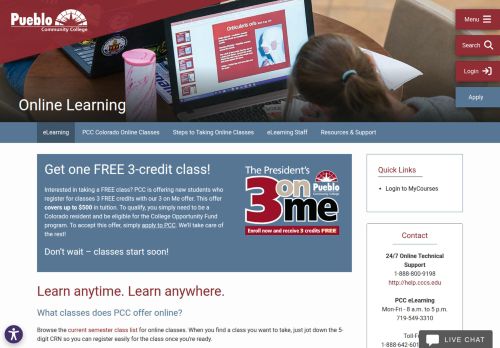 Pueblo
Community College
Menu
Search
Login
Apply
Orbicularis oris
Online Learning
eLearning
PCC Colorado Online Classes
Steps to Taking Online Classes
eLearning Staff
Resources & Support
Get one FREE 3-credit class!
Interested in taking a FREE class? PCC is offering new students who
register for classes 3 FREE credits with our 3 on Me offer. This offer
covers up to $500 in tuition. To qualify, you simply need to be a
Colorado resident and be eligible for the College Opportunity Fund
program. To accept this offer, simply apply to PCC. We'll take care of
the rest!
Don't wait – classes start soon!
The President's
3 on me
Pueblo
Community College
Enroll now and receive 3 credits FREE
Quick Links
Login to MyCourses
Learn anytime. Learn anywhere.
What classes does PCC offer online?
Browse the current semester class list for online classes. When you find a class you want to take, just jot down the 5-
digit CRN so you can register easily for the class once you're ready.
Contact
24/7 Online Technical
Support
1-888-800-9198
http://help.cccs.edu
PCC eLearning
Mon-Fri - 8 a.m. to 5 p.m.
719-549-3310
Toll-F
1-888-642-60
LIVE CHAT